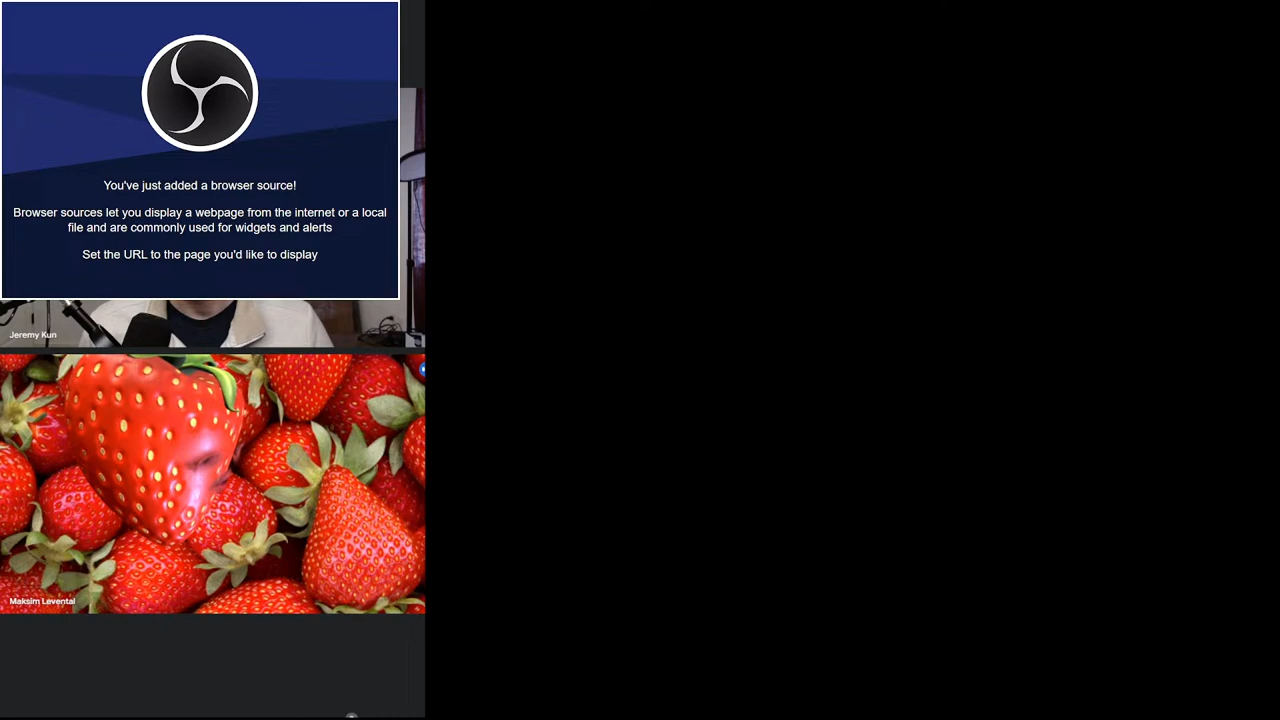 You've just added a browser source!
Browser sources let you display a webpage from the internet or a local
file and are commonly used for widgets and alerts
Set the URL to the page you'd like to display
Jeremy Kun
Maksim Levental